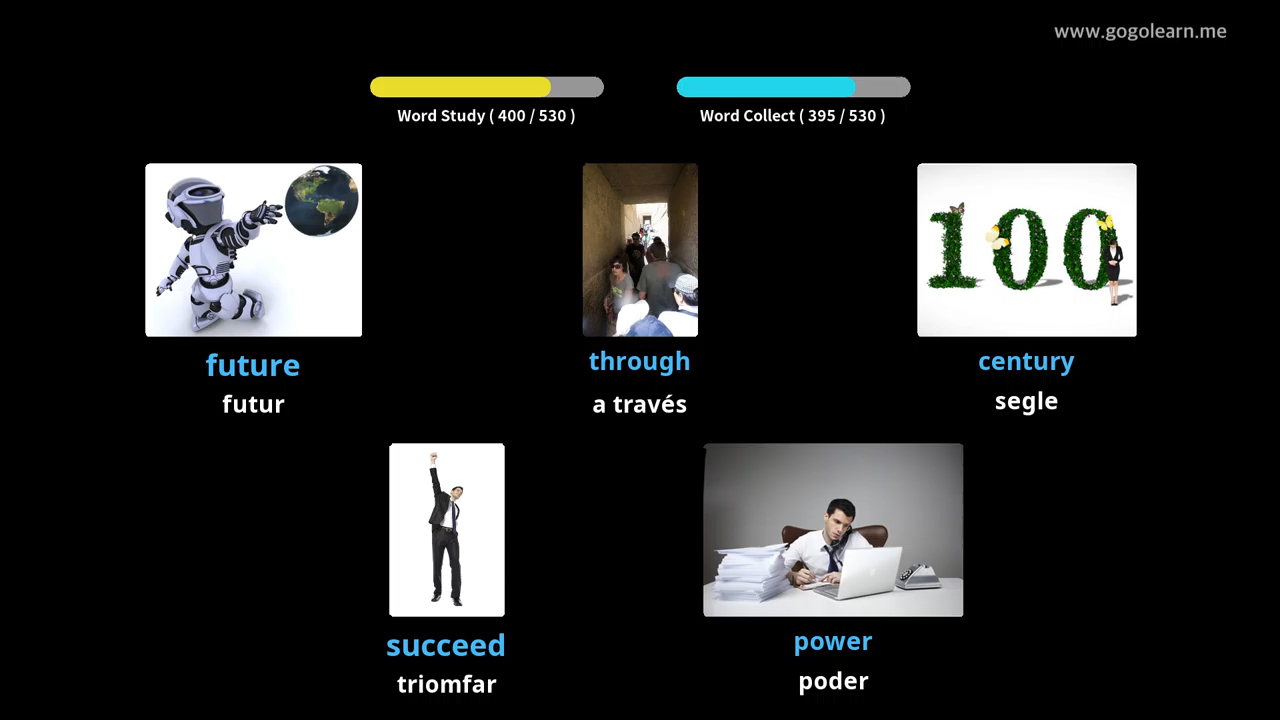 www.gogolearn.me
Word Study ( 400 / 530 )
Word Collect ( 395 / 530 )
future
futur
through
a través
century
segle
100
succeed
triomfar
power
poder